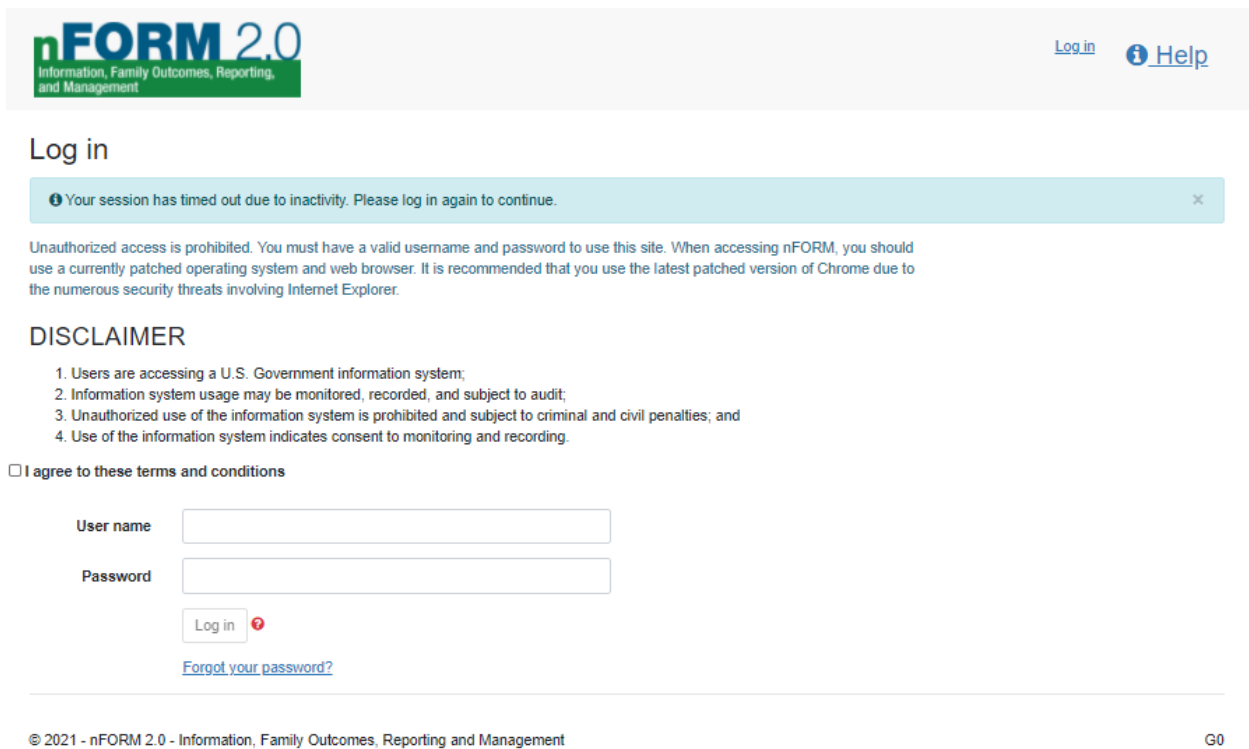 nFORM 2.0
Information, Family Outcomes, Reporting,
and Management
Log in
Help
Log in
Your session has timed out due to inactivity. Please log in again to continue.
×
Unauthorized access is prohibited. You must have a valid username and password to use this site. When accessing nFORM, you should
use a currently patched operating system and web browser. It is recommended that you use the latest patched version of Chrome due to
the numerous security threats involving Internet Explorer.
DISCLAIMER
1. Users are accessing a U.S. Government information system;
2. Information system usage may be monitored, recorded, and subject to audit;
3. Unauthorized use of the information system is prohibited and subject to criminal and civil penalties; and
4. Use of the information system indicates consent to monitoring and recording.
I agree to these terms and conditions
User name
Password
Log in
Forgot your password?
© 2021 - nFORM 2.0 - Information, Family Outcomes, Reporting and Management
G0